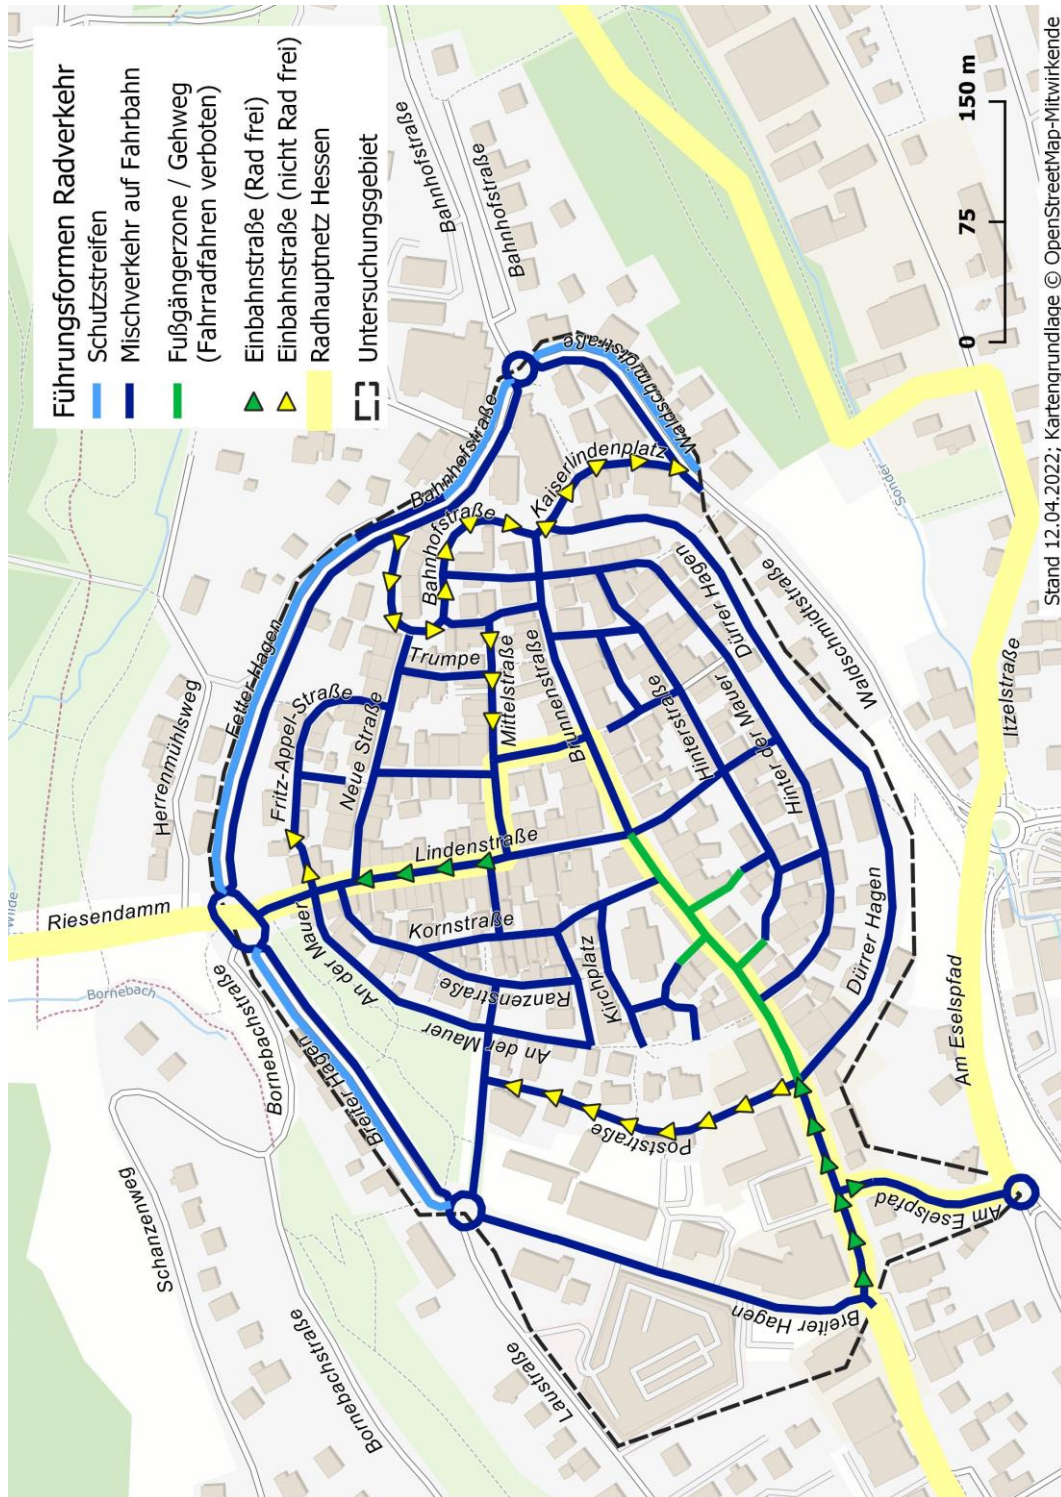 Führungsformen Radverkehr
Schutzstreifen
Mischverkehr auf Fahrbahn
Fußgängerzone / Gehweg
(Fahrradfahren verboten)
Einbahnstraße (Rad frei)
Einbahnstraße (nicht Rad frei)
Radhauptnetz Hessen
Untersuchungsgebiet
Wilde
Riesendamm
Bornebach
Herrenmühlsweg
Fetter Hagen
Bahnhofstraße
Bahnhofstraße
Bahnhofstraße
Bahnhofstraße
Schanzenweg
Bornebachstraße
Bornebachstraße
Breiter Hagen
An der Mauer
Fritz-Appel-Straße
Neue Straße
Trumpe
Lindenstraße
Mittelstraße
Kornstraße
Ranzenstraße
An der Mauer
Kirchplatz
Brunnenstraße
Kaiserlindenplatz
Waldschmidtstraße
Hinterstraße
Hinter der Mauer
Dürrer Hagen
Dürrer Hagen
Waldschmidtstraße
Laustraße
Poststraße
Breiter Hagen
Am Eselspfad
Am Eselspfad
Itzelstraße
Sonder
0 75 150 m
Stand 12.04.2022; Kartengrundlage © OpenStreetMap-Mitwirkende